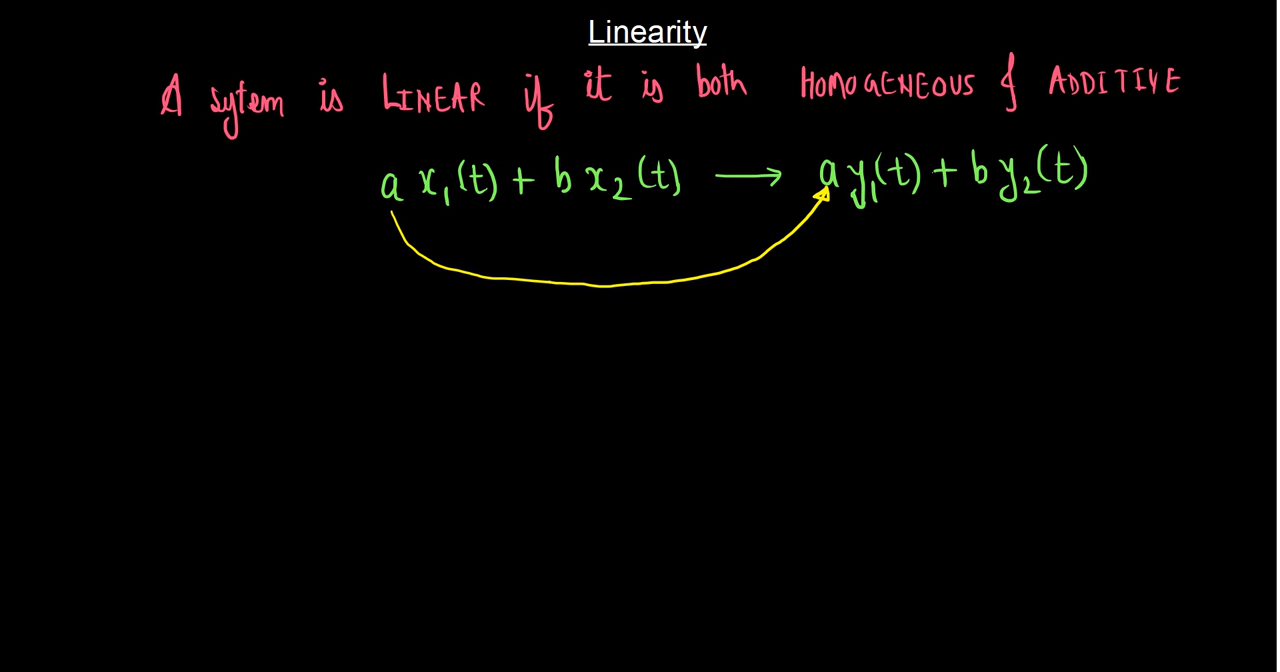 Linearity
A sytem is LINEAR if it is both HOMOGENEOUS & ADDITIVE
a x₁(t) + b x₂(t) ⟶ a y₁(t) + b y₂(t)